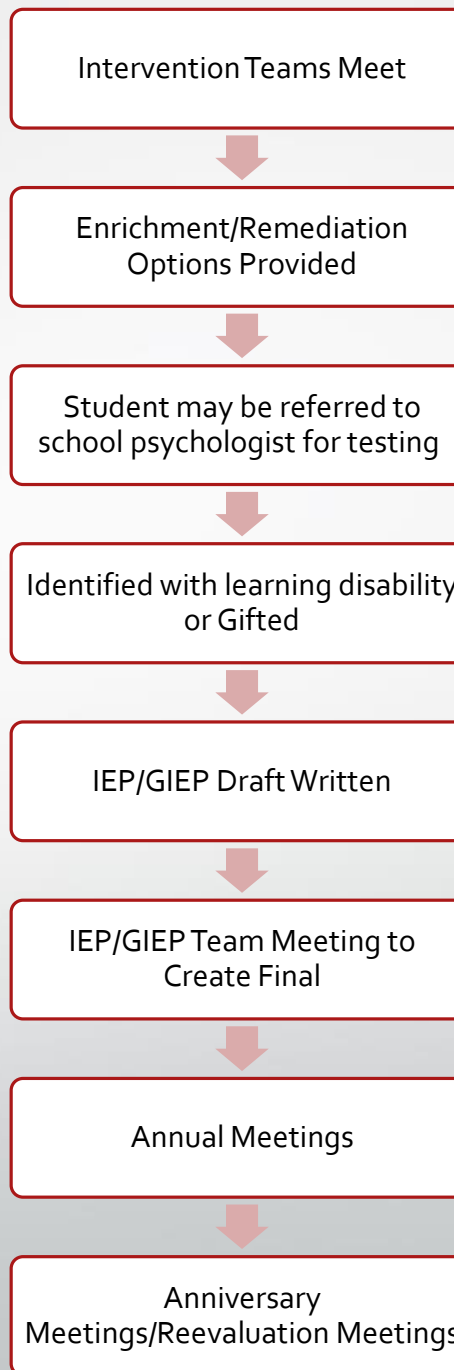 Intervention Teams Meet
Enrichment/Remediation
Options Provided
Student may be referred to
school psychologist for testing
Identified with learning disability
or Gifted
IEP/GIEP Draft Written
IEP/GIEP Team Meeting to
Create Final
Annual Meetings
Anniversary
Meetings/Reevaluation Meetings